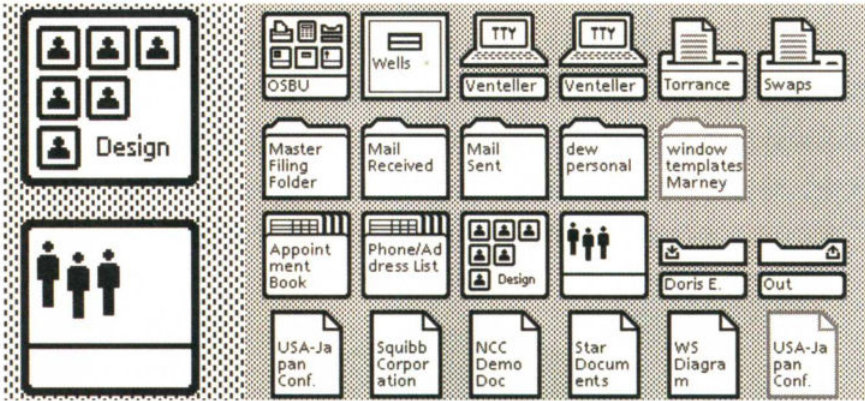 Design
OSBU
Wells
TTY
Venteller
TTY
Venteller
Torrance
Swaps
Master
Filing
Folder
Mail
Received
Mail
Sent
dew
personal
window
templates
Marney
Appoint
ment
Book
Phone/Ad
dress List
Design
Doris E.
Out
USA-Ja
pan
Conf.
Squibb
Corpor
ation
NCC
Demo
Doc
Star
Docum
ents
WS
Diagra
m
USA-Ja
pan
Conf.